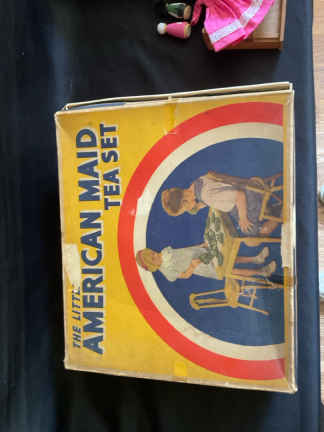 THE LITTLE
AMERICAN MAID
TEA SET